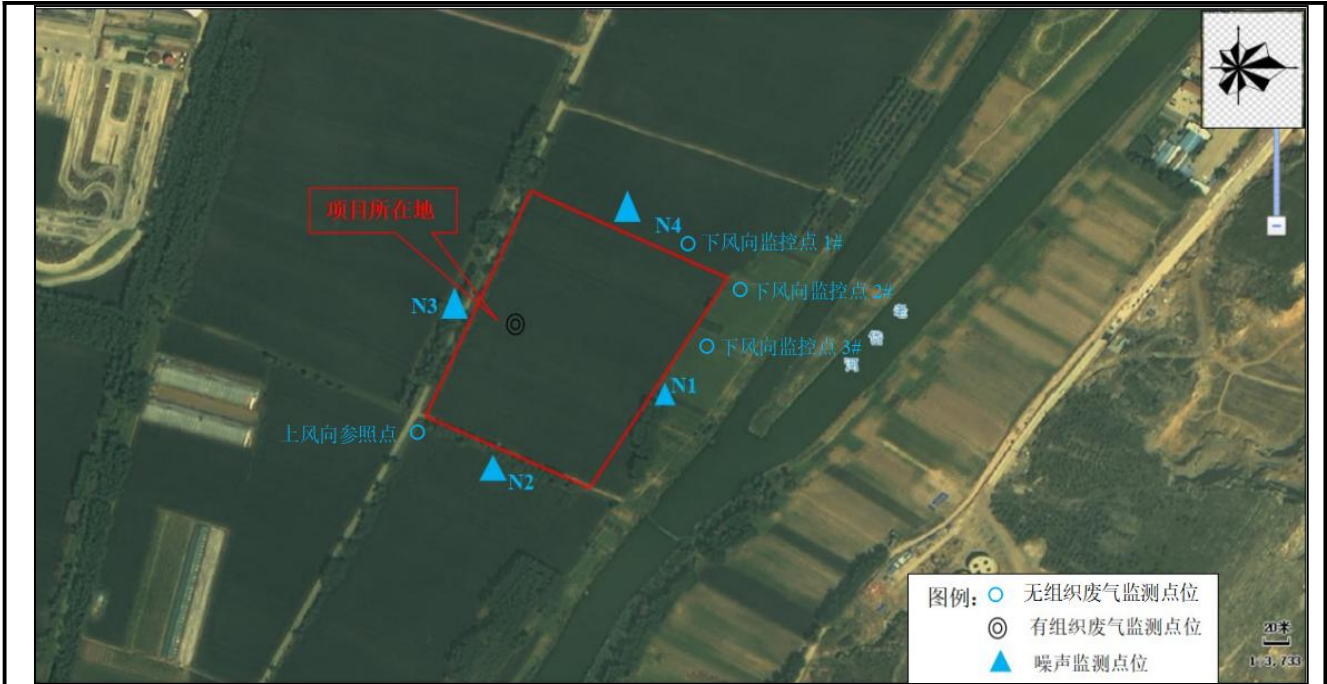 项目所在地
N4
下风向监控点 1#
下风向监控点 2#
N3
下风向监控点 3#
N1
上风向参照点
N2
图例:
无组织废气监测点位
有组织废气监测点位
噪声监测点位
20米
1:3,733